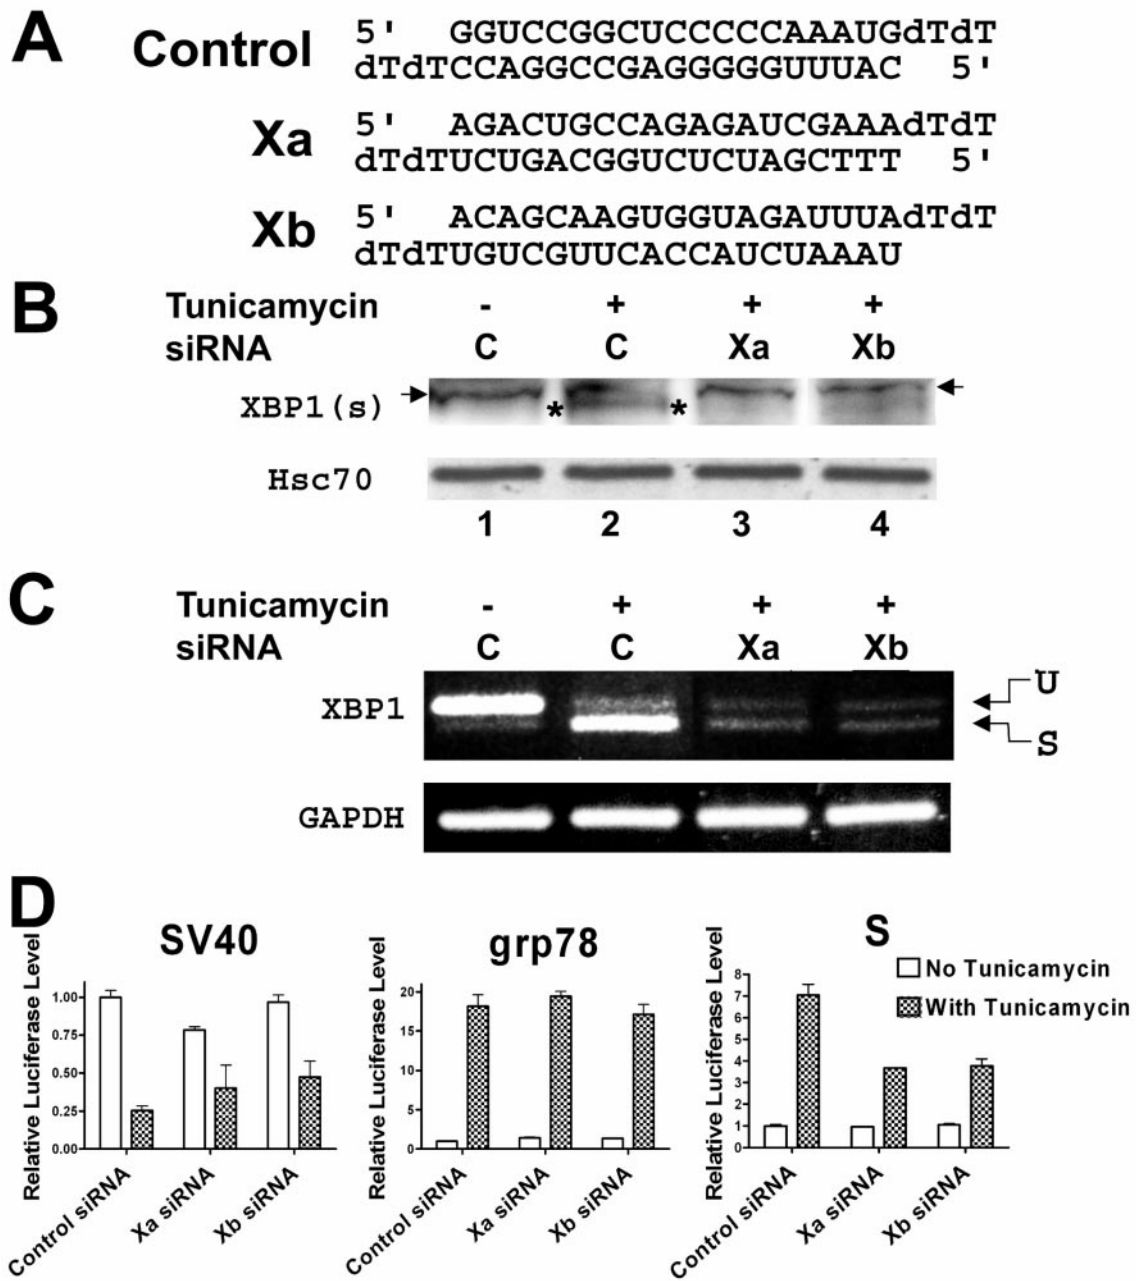 A
Control
5' GGUCCGGCUCCCCCAAAUGdTdT
dTdTCCAGGCCGAGGGGGUUUAC 5'
Xa
5' AGACUGCCAGAGAUCGAAAdTdT
dTdTUCUGACGGUCUCUAGCTTT 5'
Xb
5' ACAGCAAGUGGUAGAUUUAdTdT
dTdTUGUCGUUCACCAUCUAAAU
B
Tunicamycin - + + +
siRNA C C Xa Xb
XBP1(s) * *
Hsc70
1 2 3 4
C
Tunicamycin - + + +
siRNA C C Xa Xb
XBP1 U
S
GAPDH
D
SV40
Relative Luciferase Level
1.00
0.75
0.50
0.25
0.00
Control siRNA
Xa siRNA
Xb siRNA
grp78
Relative Luciferase Level
20
15
10
5
0
Control siRNA
Xa siRNA
Xb siRNA
S
Relative Luciferase Level
8
7
6
5
4
3
2
1
0
Control siRNA
Xa siRNA
Xb siRNA
No Tunicamycin
With Tunicamycin